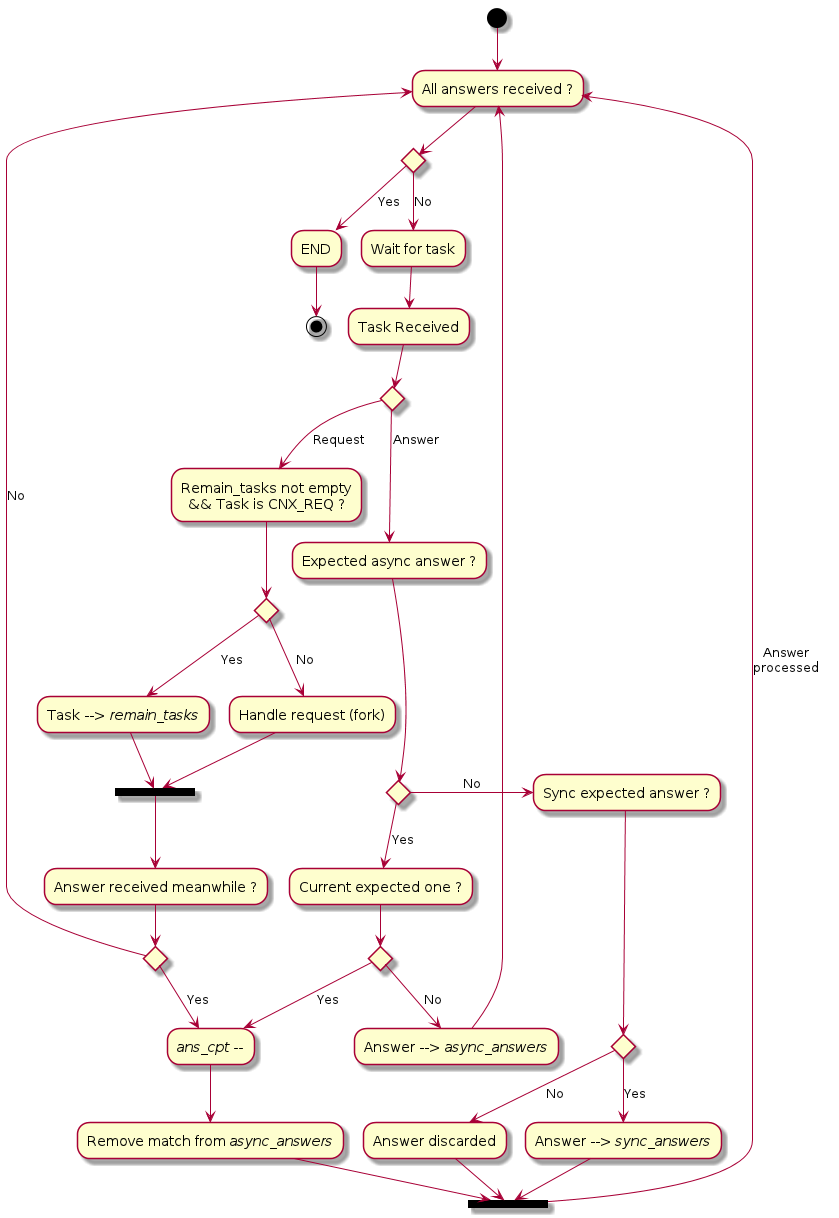 All answers received ?
Yes
No
END
Wait for task
Task Received
Request
Answer
Remain_tasks not empty
&& Task is CNX_REQ ?
No
Expected async answer ?
Yes
No
Answer
processed
Task --> remain_tasks
Handle request (fork)
No
Sync expected answer ?
Yes
Answer received meanwhile ?
Current expected one ?
Yes
Yes
No
ans_cpt --
Answer --> async_answers
No
Yes
Remove match from async_answers
Answer discarded
Answer --> sync_answers